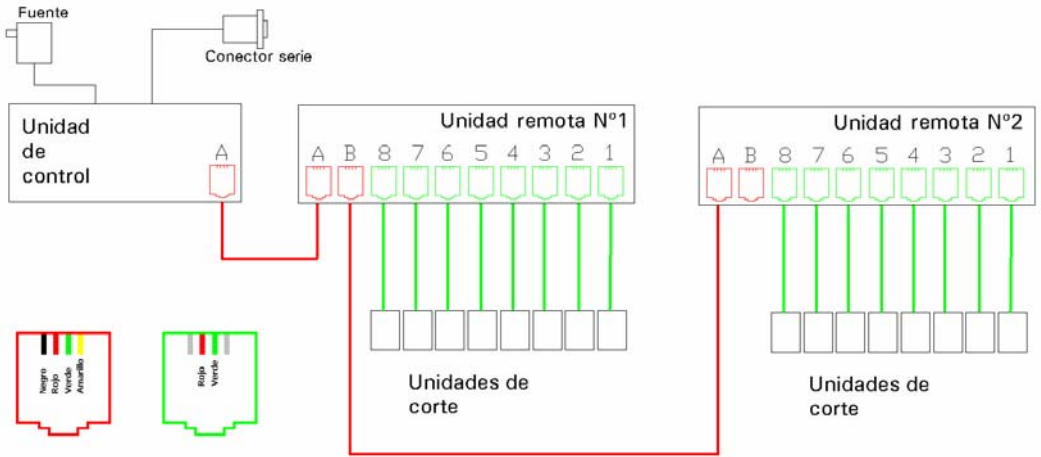 Fuente
Conector serie
Unidad
de
control
A
Unidad remota Nº1
A B 8 7 6 5 4 3 2 1
Unidad remota Nº2
A B 8 7 6 5 4 3 2 1
Unidades de
corte
Unidades de
corte
Negro
Rojo
Verde
Amarillo
Rojo
Verde